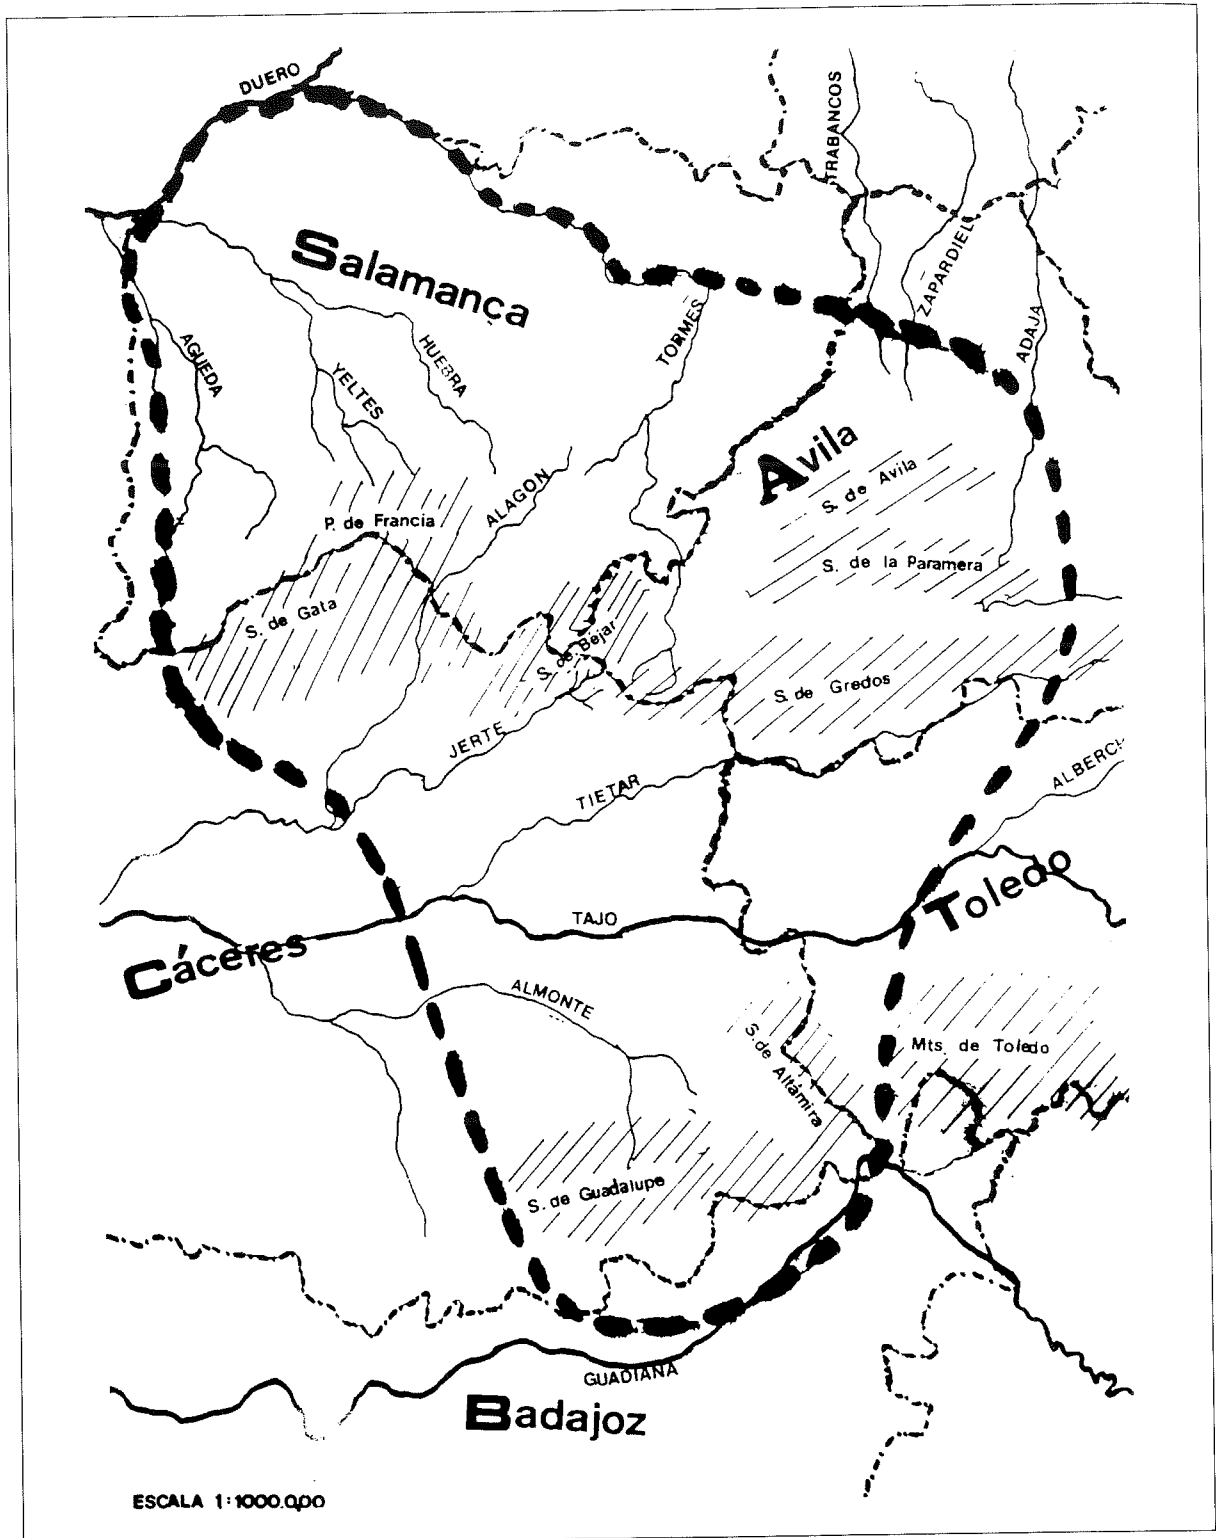 DUERO
TRABANCOS
ZAPARDIEL
ADAJA
Salamança
TORMES
AGUEDA
YELTES
HUEBRA
ALAGON
Avila
S. de Avila
P. de Francia
S. de la Paramera
S. de Gata
S. de Bejar
S. de Gredos
JERTE
TIETAR
ALBERCH
Toledo
TAJO
Cáceres
ALMONTE
S. de Altamira
Mts. de Toledo
S. de Guadalupe
GUADIANA
Badajoz
ESCALA 1:1000.000